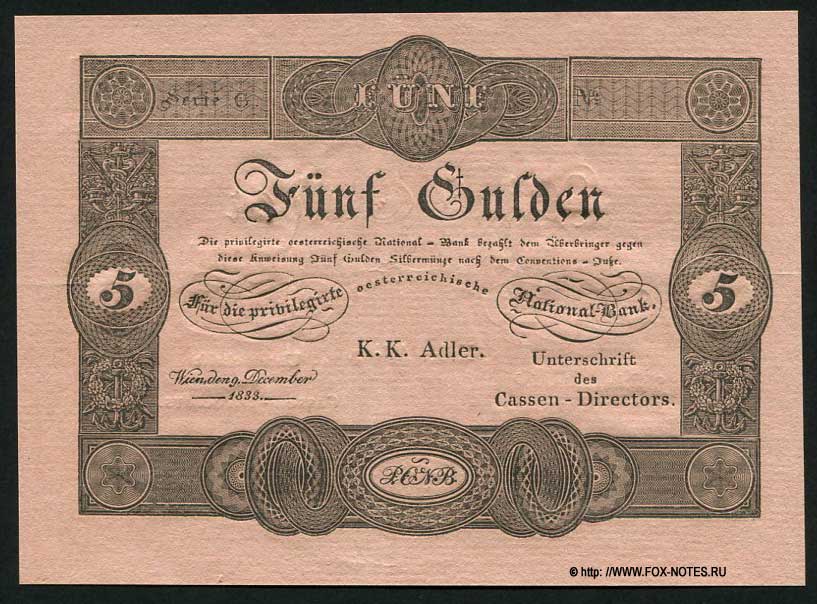 Serie G. FÜNF No.
Fünf Gulden
Die privilegirte oesterreichische National-Bank bezahlt dem Überbringer gegen
diese Anweisung Fünf Gulden Silbermünze nach dem Conventions-Fuße.
5 Für die privilegirte oesterreichische National-Bank. 5
K. K. Adler.
Unterschrift
des
Cassen-Directors.
Wien, den 9. December
1833.
P.O.N.B.
© http: //WWW.FOX-NOTES.RU